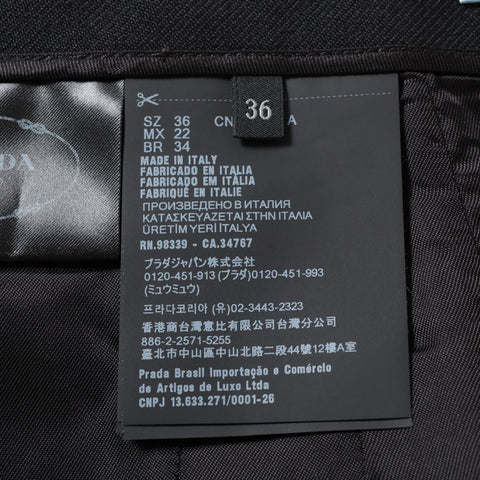 36
SZ 36 CN A
MX 22
BR 34
MADE IN ITALY
FABRICADO EN ITALIA
FABRICADO EM ITÁLIA
FABRIQUÉ EN ITALIE
ПРОИЗВЕДЕНО В ИТАЛИЯ
ΚΑΤΑΣΚΕΥΑΖΕΤΑΙ ΣΤΗΝ ΙΤΑΛΙΑ
ÜRETİM YERİ İTALYA
RN.98339 - CA.34767
プラダジャパン株式会社
0120-451-913 (プラダ)0120-451-993
(ミュウミュウ)
프라다코리아 (유) 02-3443-2323
香港商台灣意比有限公司台灣分公司
886-2-2571-5255
臺北市中山區中山北路二段44號12樓A室
Prada Brasil Importação e Comércio
de Artigos de Luxo Ltda
CNPJ 13.633.271/0001-26